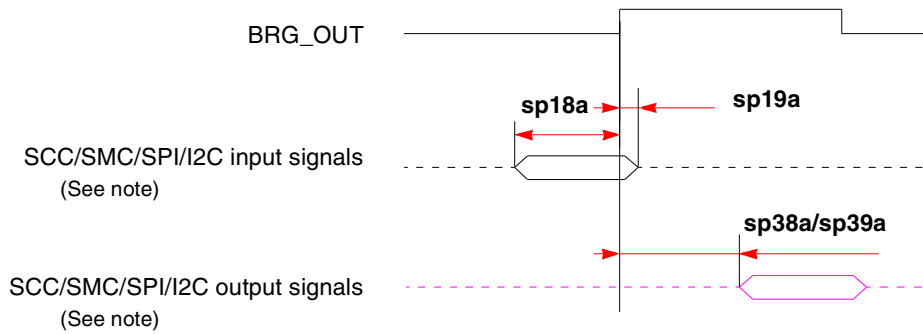 BRG_OUT
sp18a
sp19a
SCC/SMC/SPI/I2C input signals
(See note)
sp38a/sp39a
SCC/SMC/SPI/I2C output signals
(See note)